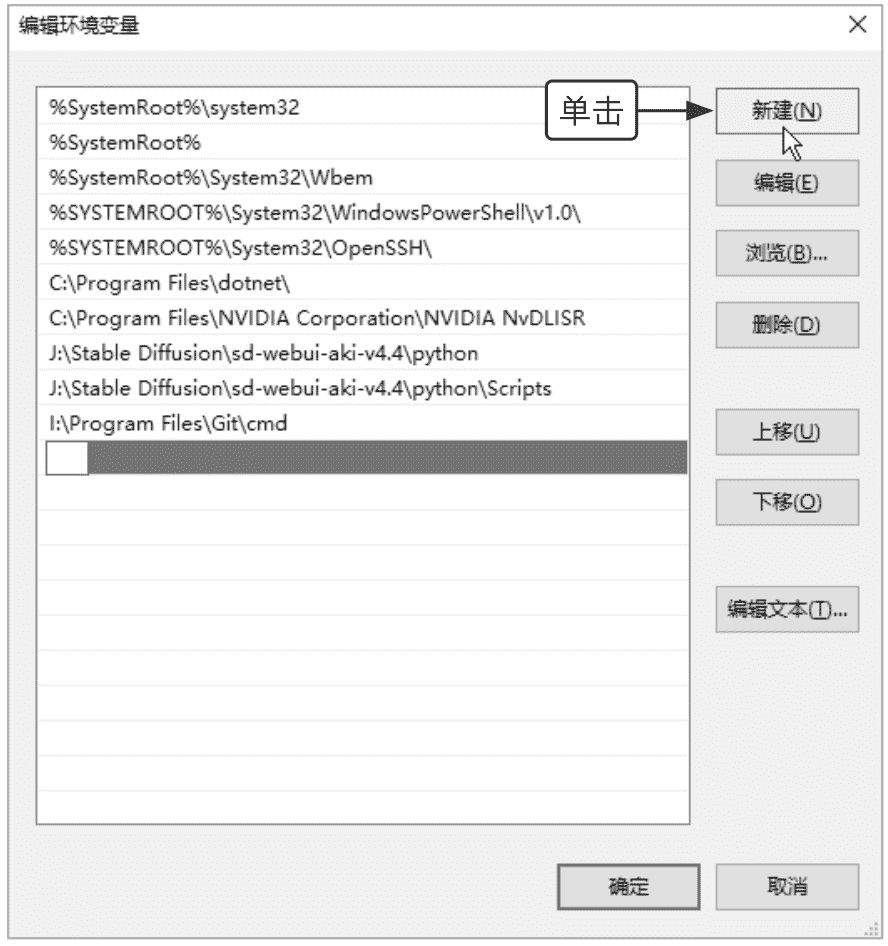 编辑环境变量
%SystemRoot%\system32
单击
新建(N)
%SystemRoot%
%SystemRoot%\System32\Wbem
编辑(E)
%SYSTEMROOT%\System32\WindowsPowerShell\v1.0\
%SYSTEMROOT%\System32\OpenSSH\
浏览(B)...
C:\Program Files\dotnet\
C:\Program Files\NVIDIA Corporation\NVIDIA NvDLISR
删除(D)
J:\Stable Diffusion\sd-webui-aki-v4.4\python
J:\Stable Diffusion\sd-webui-aki-v4.4\python\Scripts
I:\Program Files\Git\cmd
上移(U)
下移(O)
编辑文本(T)...
确定
取消